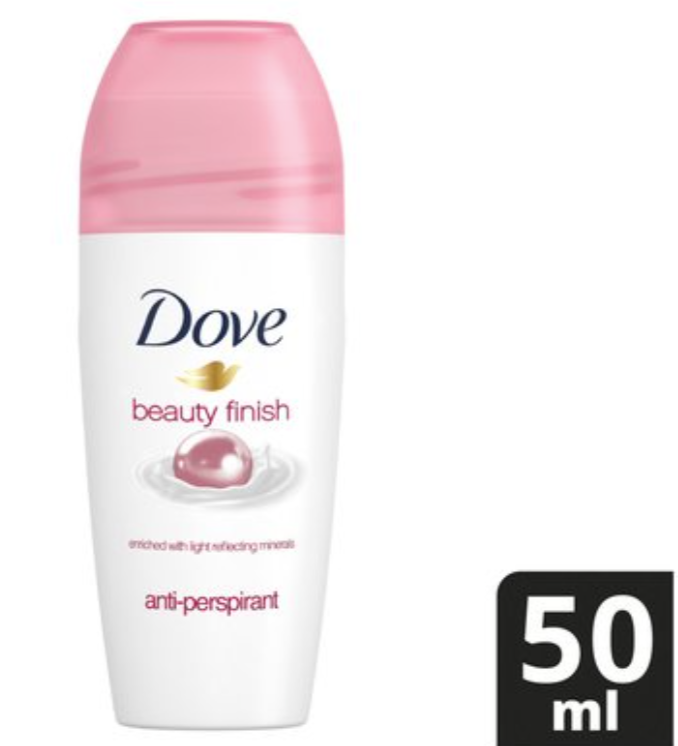 Dove
beauty finish
enriched with light reflecting minerals
anti-perspirant
50
ml